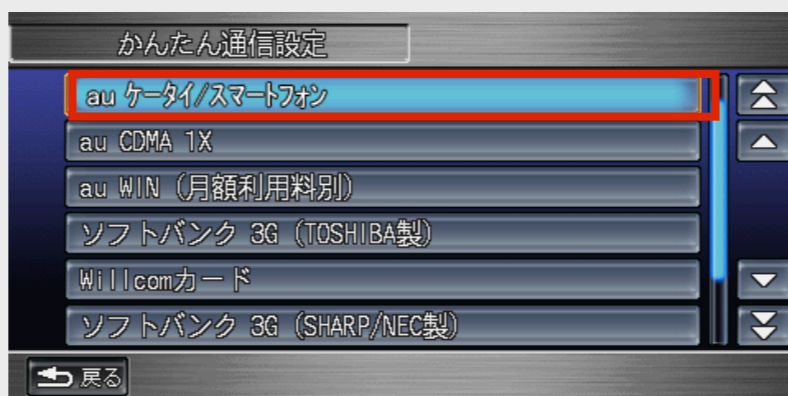 かんたん通信設定
au ケータイ/スマートフォン
au CDMA 1X
au WIN (月額利用料別)
ソフトバンク 3G (TOSHIBA製)
Willcomカード
ソフトバンク 3G (SHARP/NEC製)
戻る